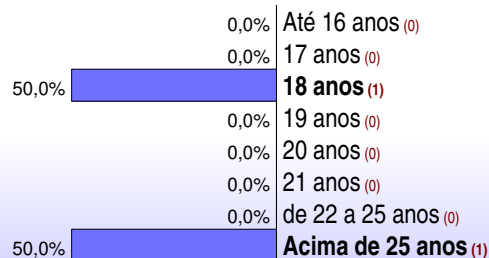 0,0% Até 16 anos (0)
0,0% 17 anos (0)
50,0% 18 anos (1)
0,0% 19 anos (0)
0,0% 20 anos (0)
0,0% 21 anos (0)
0,0% de 22 a 25 anos (0)
50,0% Acima de 25 anos (1)